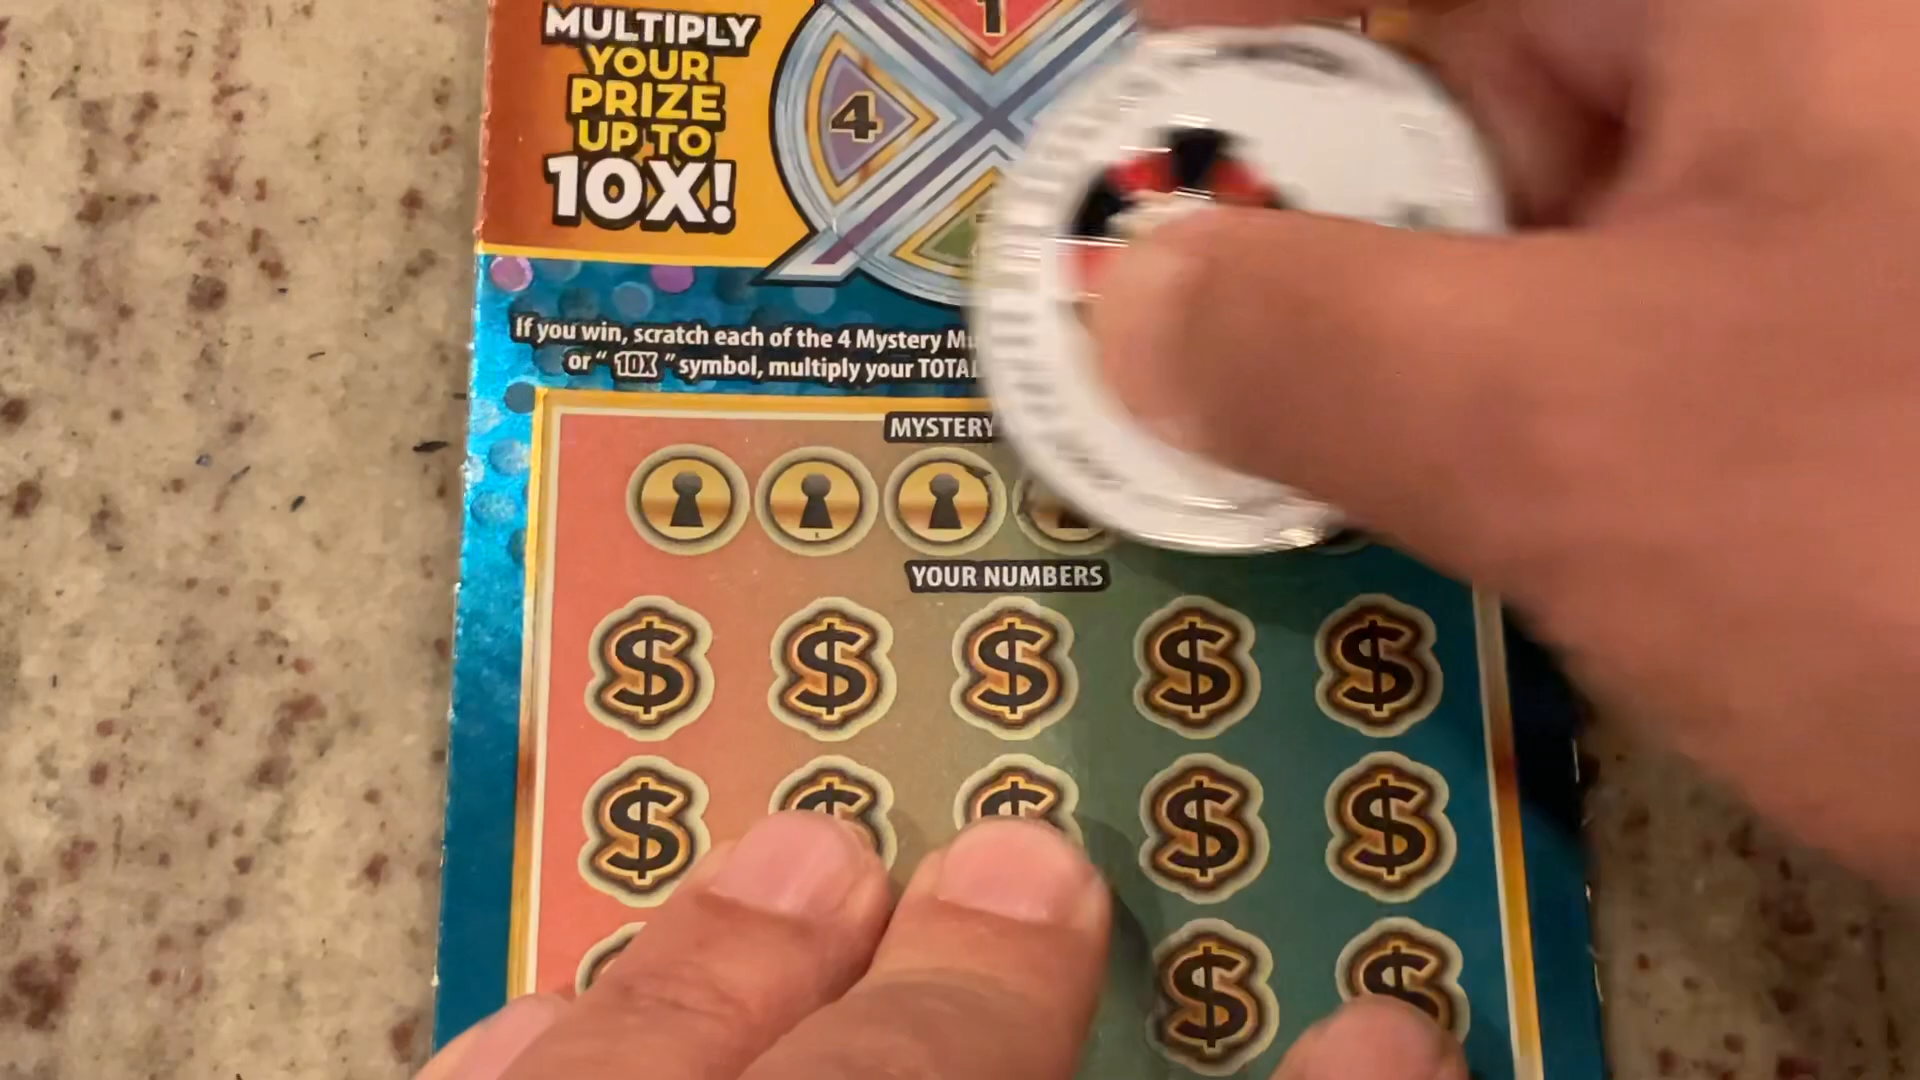 MULTIPLY
YOUR
PRIZE
UP TO
10X!
1
4
If you win, scratch each of the 4 Mystery
or “ 10X ” symbol, multiply your
MYSTERY
YOUR NUMBERS
$ $ $ $ $
$ $ $ $ $
$ $